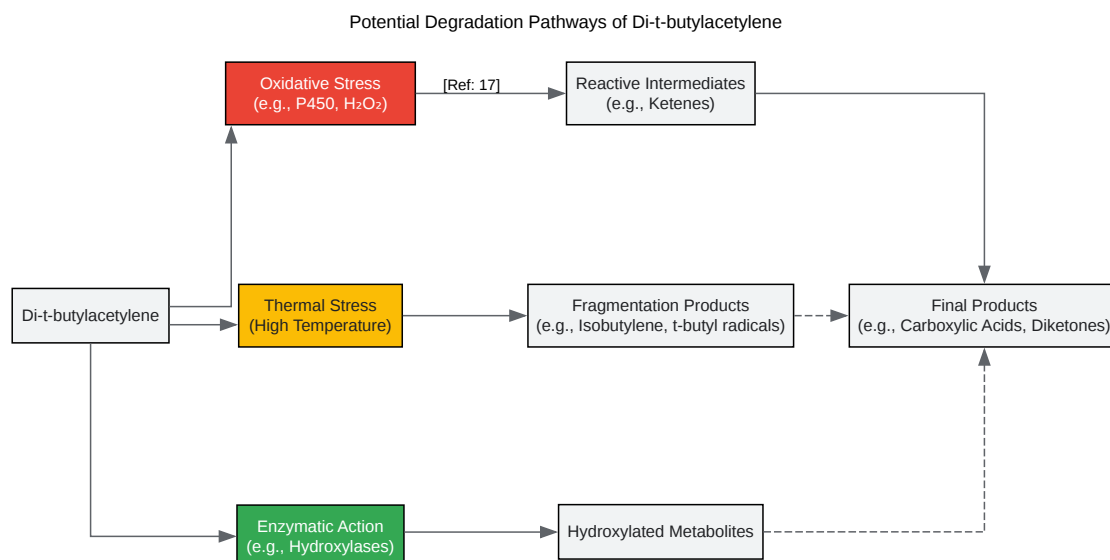 Potential Degradation Pathways of Di-t-butylacetylene
Oxidative Stress
(e.g., P450, H₂O₂)
[Ref: 17]
Reactive Intermediates
(e.g., Ketenes)
Di-t-butylacetylene
Thermal Stress
(High Temperature)
Fragmentation Products
(e.g., Isobutylene, t-butyl radicals)
Final Products
(e.g., Carboxylic Acids, Diketones)
Enzymatic Action
(e.g., Hydroxylases)
Hydroxylated Metabolites